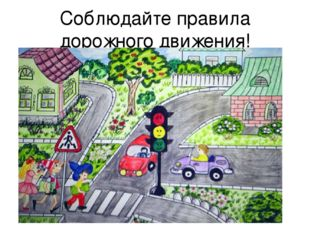 Соблюдайте правила
дорожного движения!